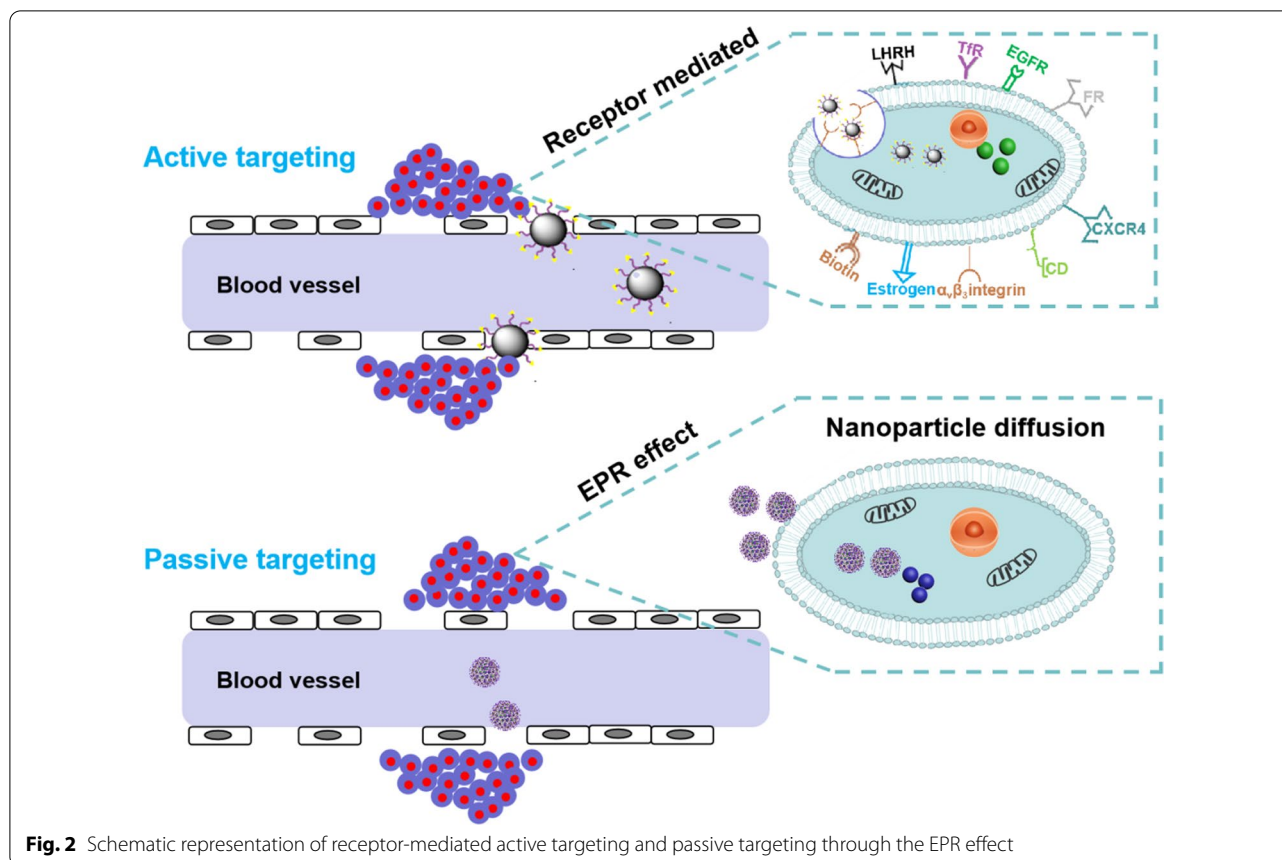 Active targeting
Blood vessel
Receptor mediated
LHRH
TfR
EGFR
FR
CXCR4
CD
αvβ3integrin
Estrogen
Biotin
Passive targeting
Blood vessel
EPR effect
Nanoparticle diffusion
Fig. 2 Schematic representation of receptor-mediated active targeting and passive targeting through the EPR effect